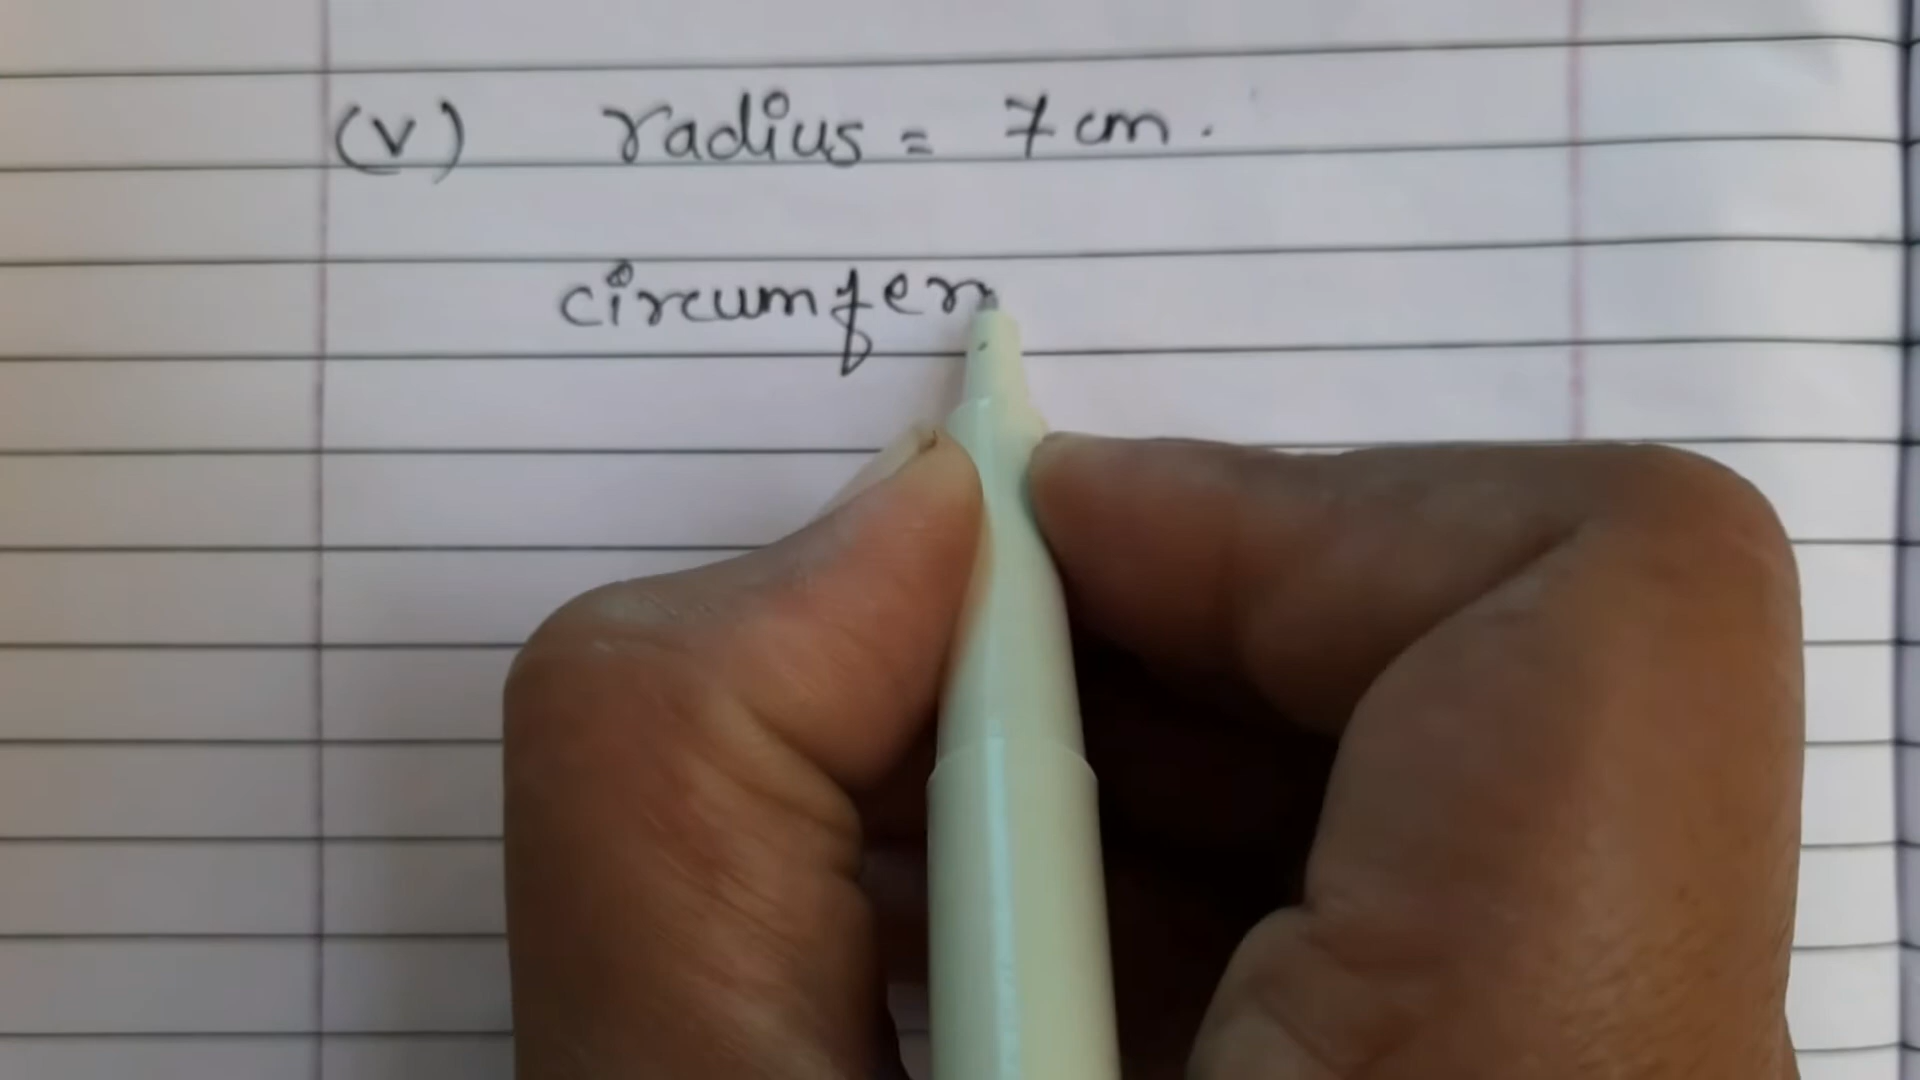 (v) radius = 7 cm.
circumfer